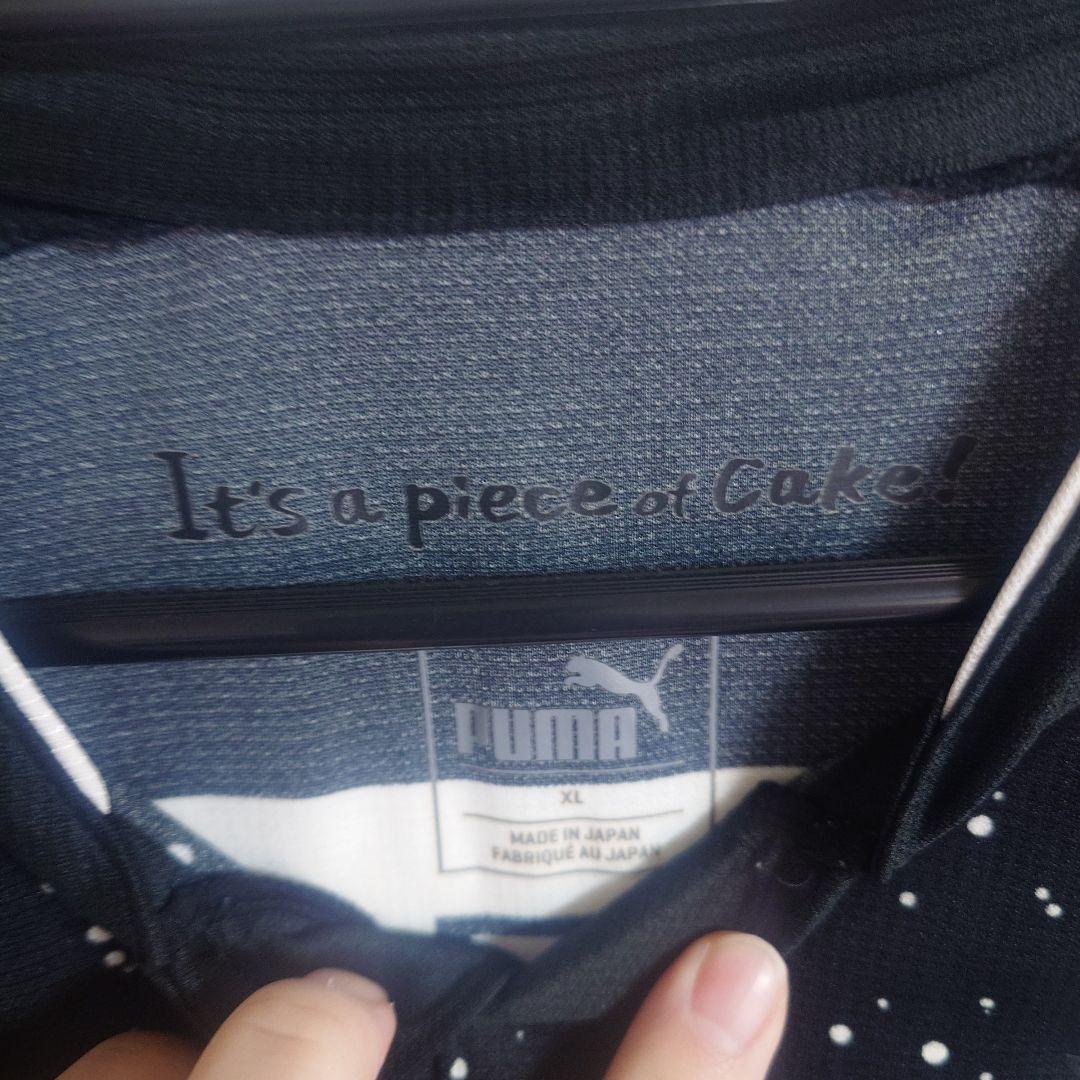 It's a piece of Cake!
PUMA
XL
MADE IN JAPAN
FABRIQUÉ AU JAPAN